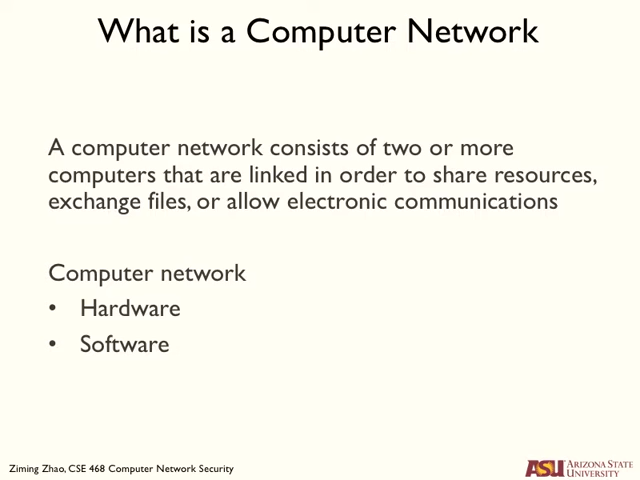 What is a Computer Network
A computer network consists of two or more
computers that are linked in order to share resources,
exchange files, or allow electronic communications
Computer network
• Hardware
• Software
Ziming Zhao, CSE 468 Computer Network Security
ASU ARIZONA STATE
UNIVERSITY